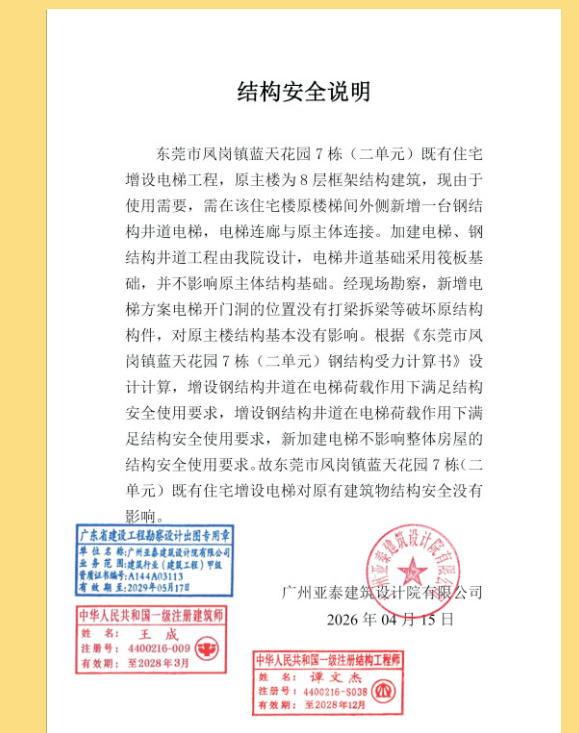 结构安全说明
东莞市凤岗镇蓝天花园 7 栋（二单元）既有住宅
增设电梯工程，原主楼为 8 层框架结构建筑，现由于
使用需要，需在该住宅楼原楼梯间外侧新增一台钢结
构井道电梯，电梯连廊与原主体连接。加建电梯、钢
结构井道工程由我院设计，电梯井道基础采用筏板基
础，并不影响原主体结构基础。经现场勘察，新增电
梯方案电梯开门洞的位置没有打梁拆梁等破坏原结构
构件，对原主楼结构基本没有影响。根据《东莞市凤
岗镇蓝天花园 7 栋（二单元）钢结构受力计算书》设
计计算，增设钢结构井道在电梯荷载作用下满足结构
安全使用要求，增设钢结构井道在电梯荷载作用下满
足结构安全使用要求，新加建电梯不影响整体房屋的
结构安全使用要求。故东莞市凤岗镇蓝天花园 7 栋（二
单元）既有住宅增设电梯对原有建筑物结构安全没有
影响。
广东省建设工程勘察设计出图专用章
单 位 名 称:广州亚泰建筑设计院有限公司
业 务 范 围:建筑行业（建筑工程）甲级
资质证书编号:A144A03113
有 效 期 至:2029年05月17日
广州亚泰建筑设计院有限公司
广州亚泰建筑设计院有限公司
2026 年 04 月 15 日
中华人民共和国一级注册建筑师
姓 名: 王 成
注册号: 4400216-009
有效期: 至2028年3月
中华人民共和国一级注册结构工程师
姓 名: 谭文杰
注册号: 4400216-S038
有效期: 至2028年12月